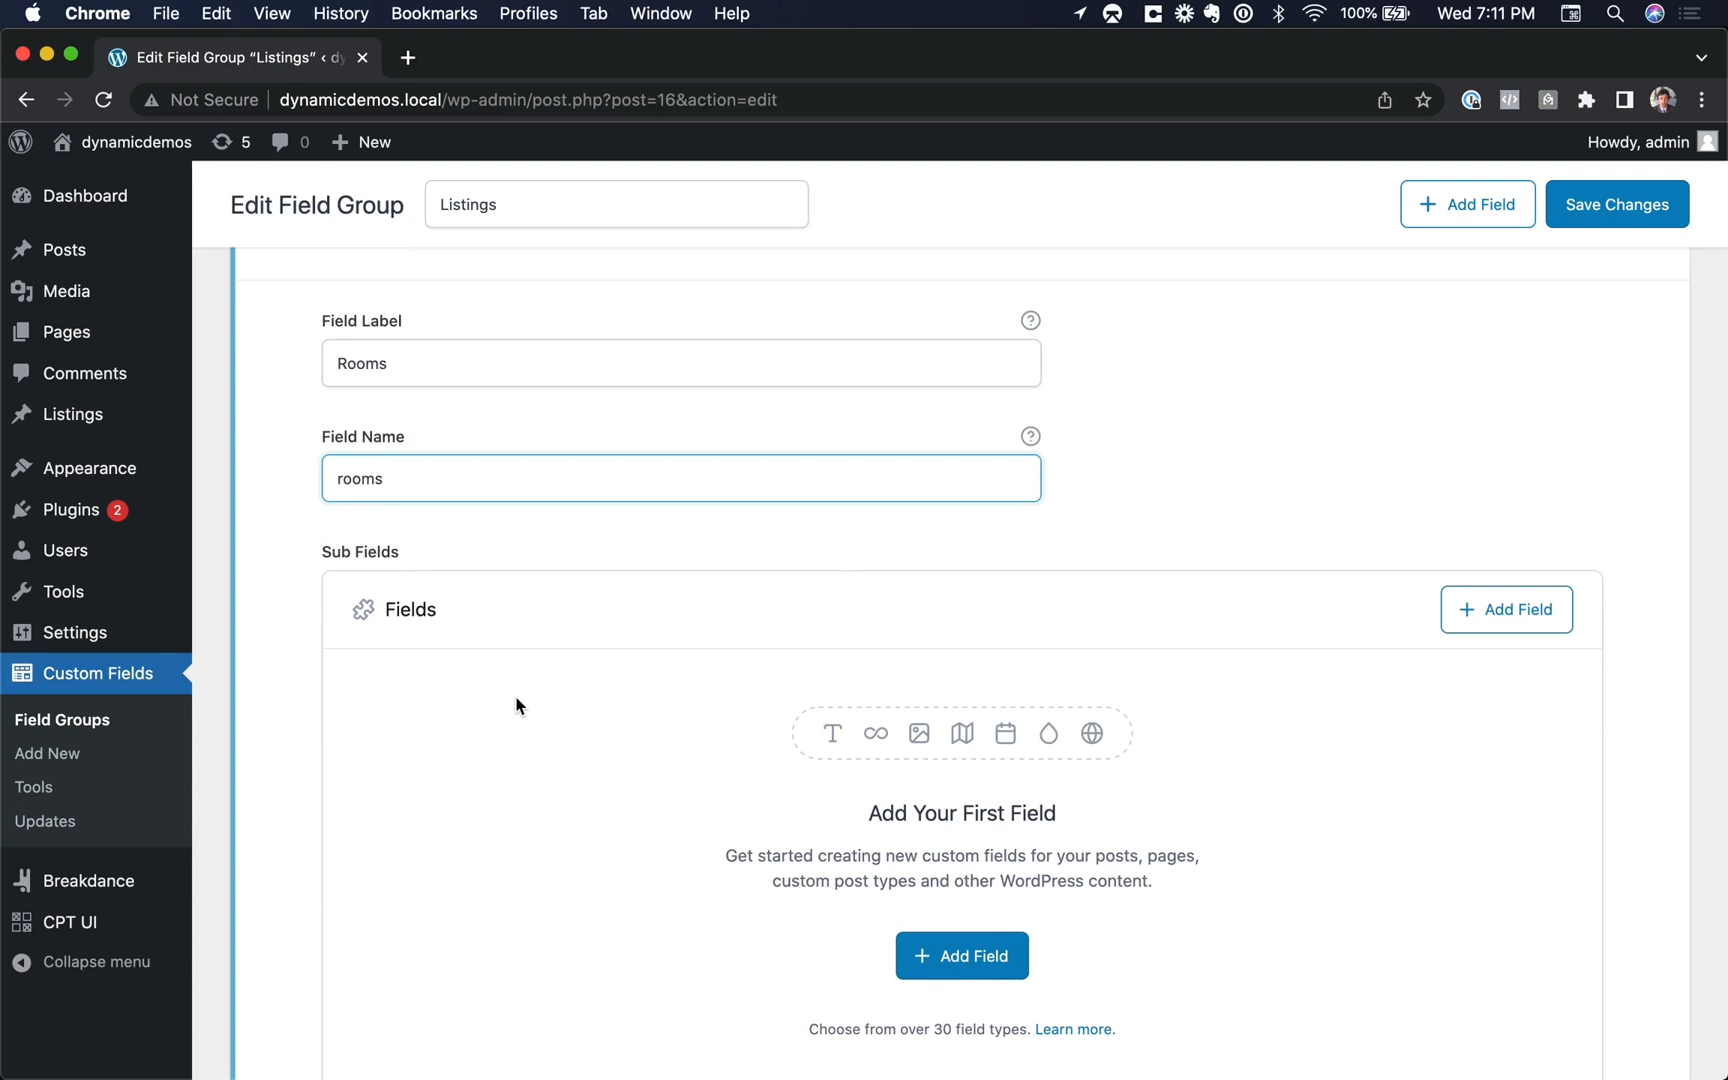 Chrome File Edit View History Bookmarks Profiles Tab Window Help 100% Wed 7:11 PM
Edit Field Group “Listings” ‹ dy
Not Secure dynamicdemos.local/wp-admin/post.php?post=16&action=edit
dynamicdemos 5 0 New Howdy, admin
Dashboard
Posts
Media
Pages
Comments
Listings
Appearance
Plugins 2
Users
Tools
Settings
Custom Fields
Field Groups
Add New
Tools
Updates
Breakdance
CPT UI
Collapse menu
Edit Field Group Listings Add Field Save Changes
Field Label ?
Rooms
Field Name ?
rooms
Sub Fields
Fields Add Field
Add Your First Field
Get started creating new custom fields for your posts, pages,
custom post types and other WordPress content.
Add Field
Choose from over 30 field types. Learn more.